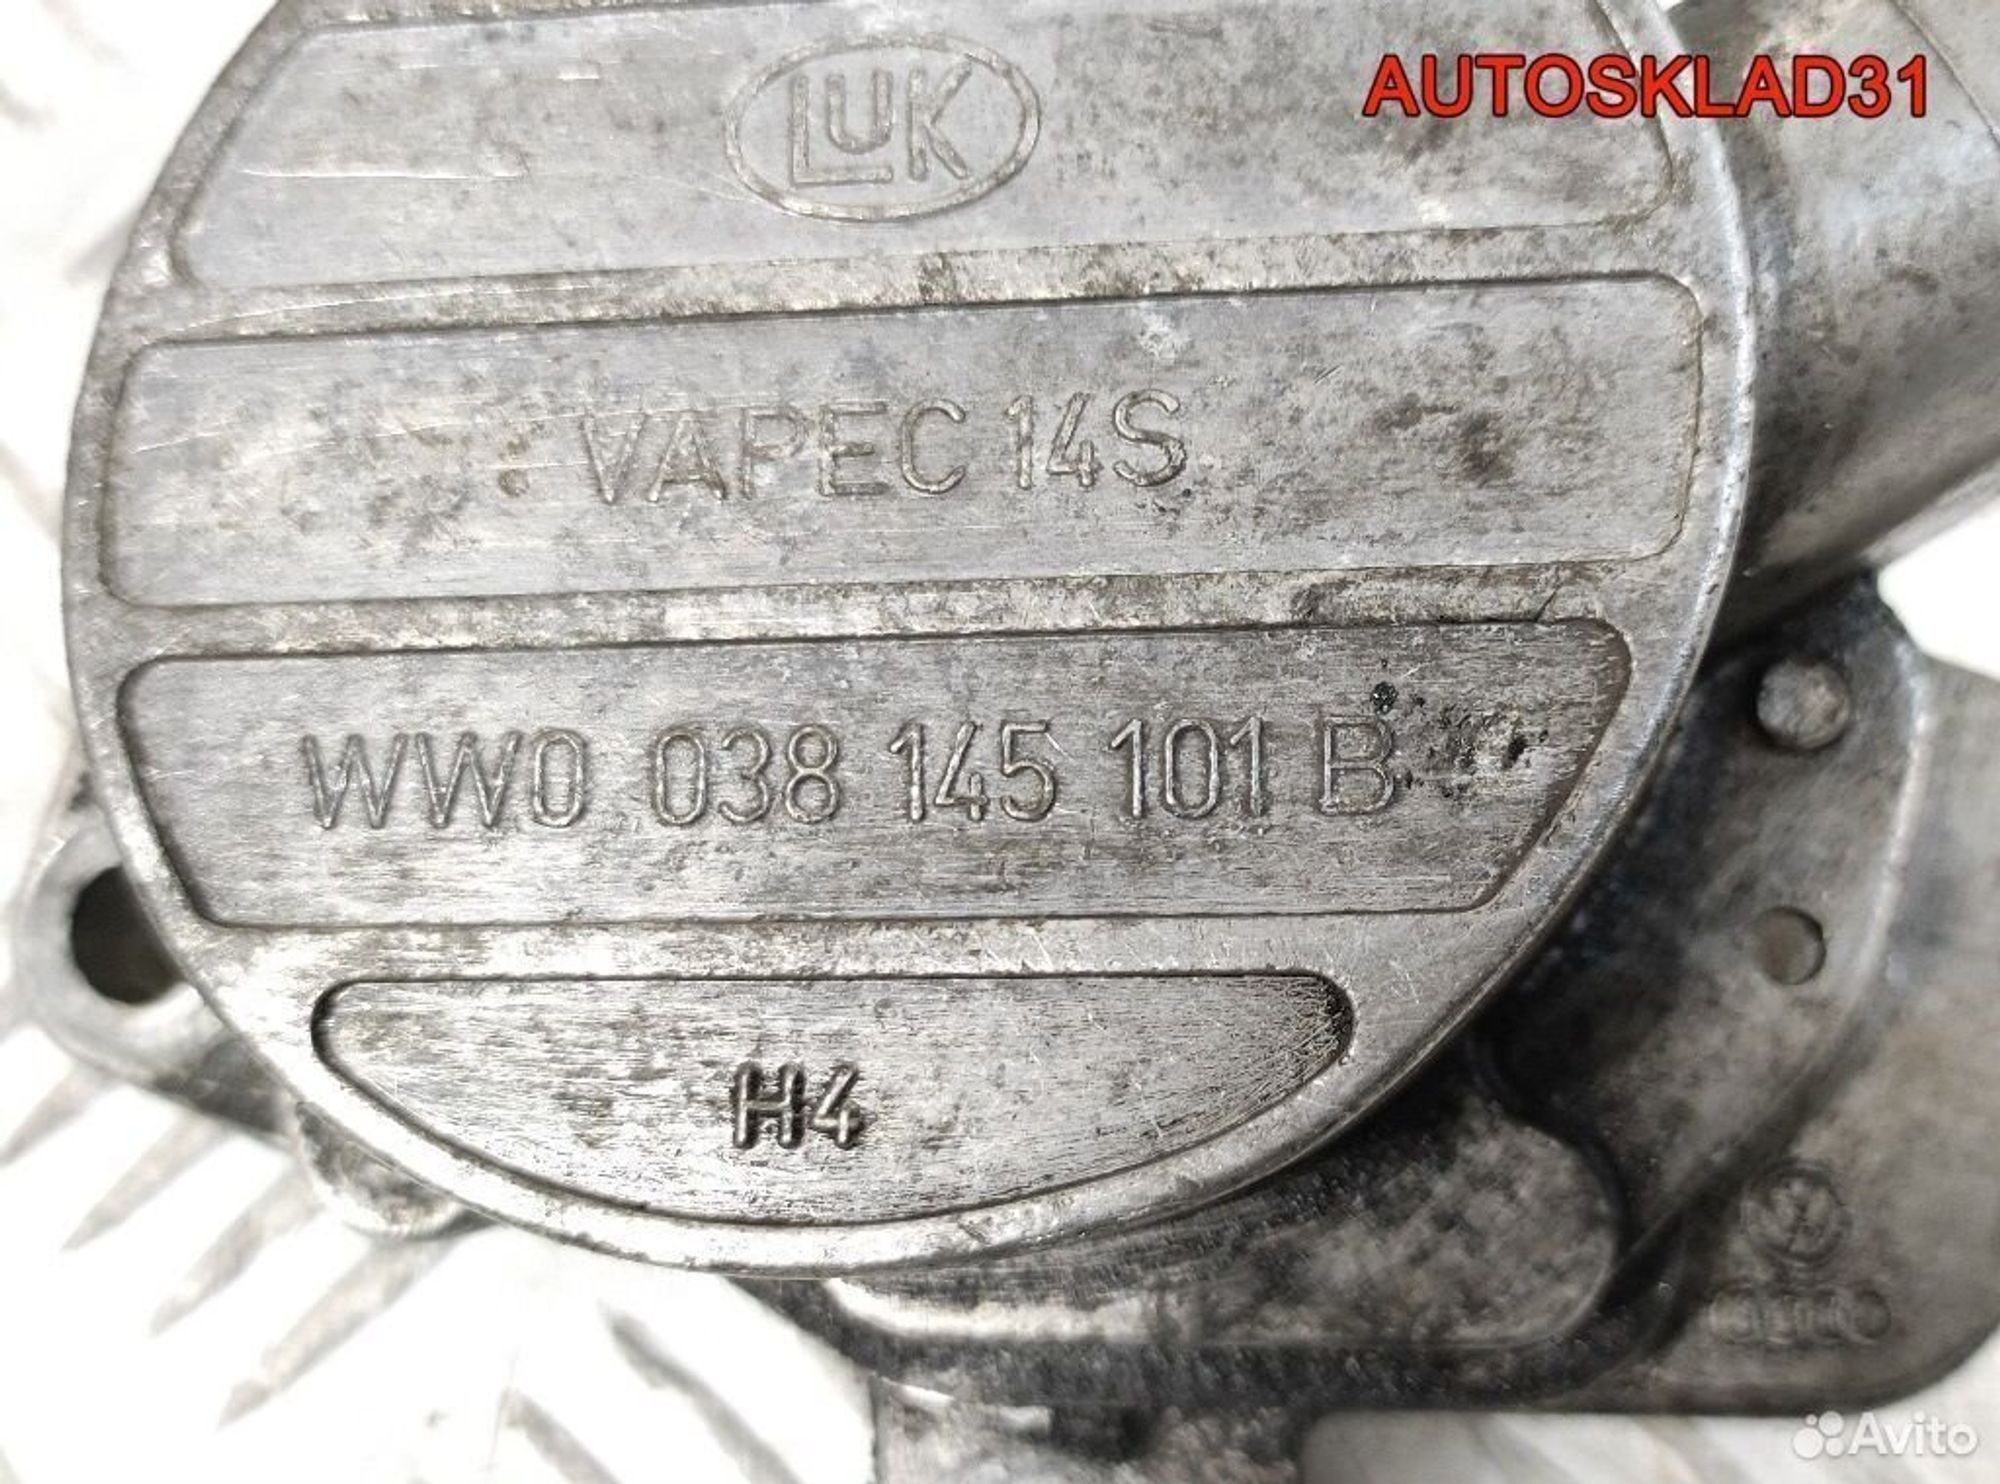 AUTOSKLAD31
LUK
VAPEC 14S
WW0 038 145 101 B
H4
Avito